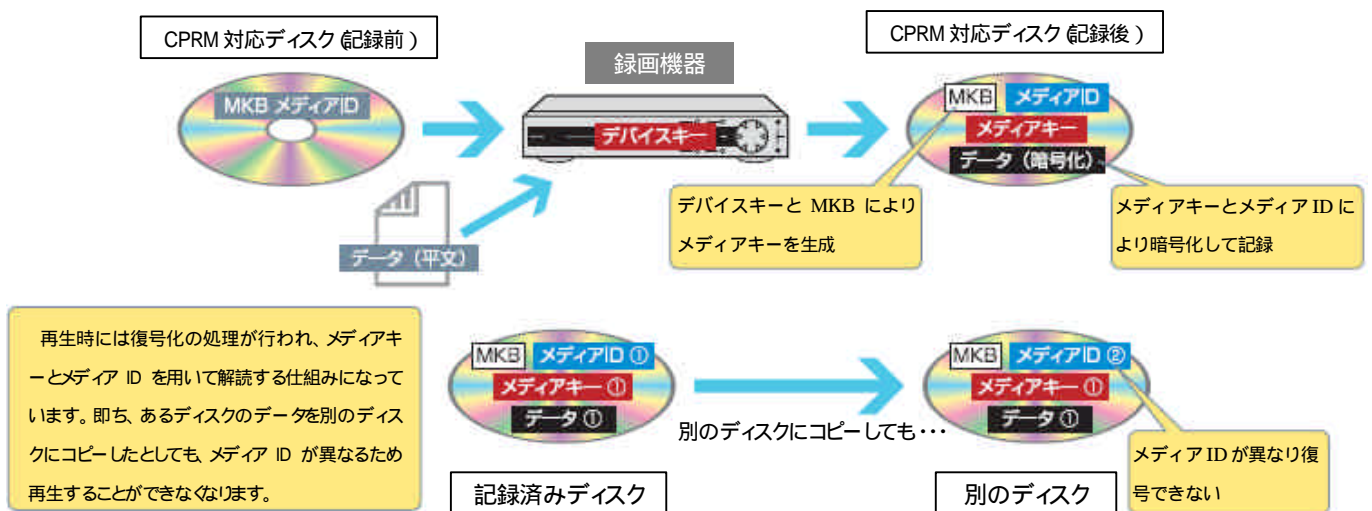 CPRM 対応ディスク(記録前)
CPRM 対応ディスク(記録後)
録画機器
MKB メディアID
デバイスキー
MKB メディアID
メディアキー
データ(暗号化)
データ(平文)
デバイスキーと MKB により
メディアキーを生成
メディアキーとメディア ID に
より暗号化して記録
再生時には復号化の処理が行われ、メディアキ
ーとメディア ID を用いて解読する仕組みになって
います。即ち、あるディスクのデータを別のディス
クにコピーしたとしても、メディア ID が異なるため
再生することができなくなります。
MKB メディアID ①
メディアキー ①
データ ①
別のディスクにコピーしても・・・
MKB メディアID ②
メディアキー ①
データ ①
メディア ID が異なり復
号できない
記録済みディスク
別のディスク